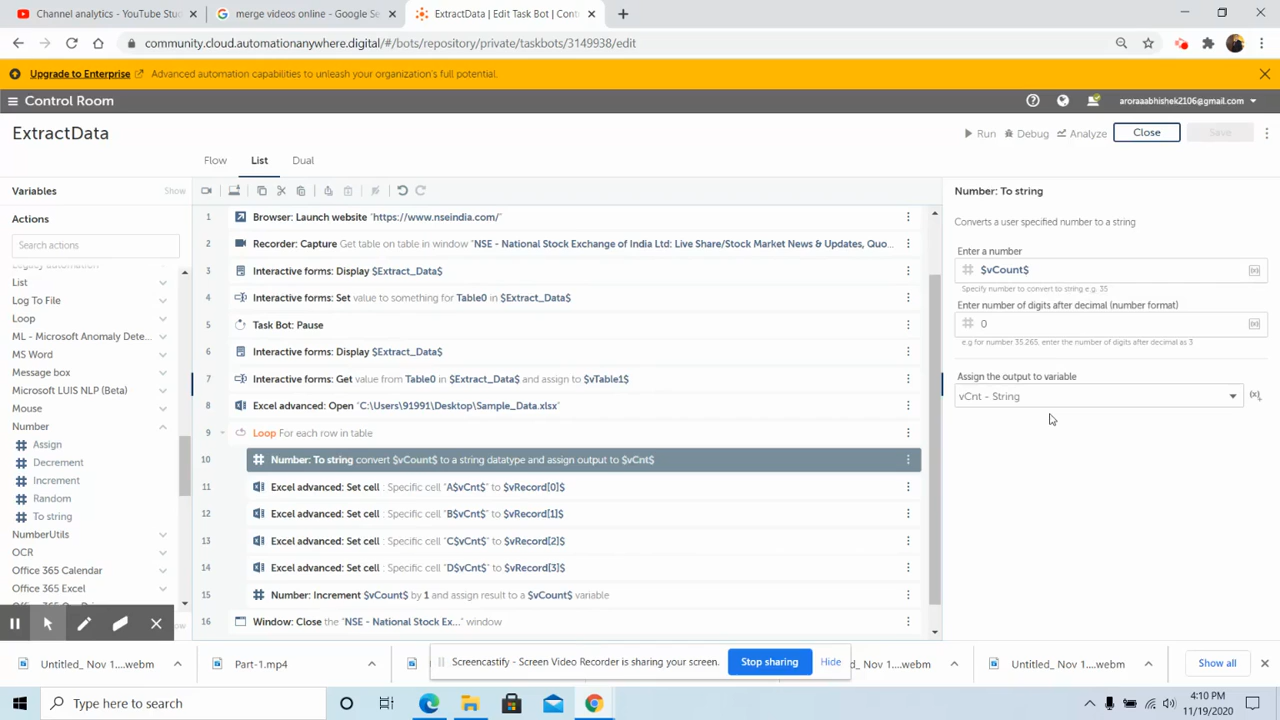 Channel analytics - YouTube Stu
merge videos online - Google Se
ExtractData | Edit Task Bot | Cont
community.cloud.automationanywhere.digital/#/bots/repository/private/taskbots/3149938/edit
Upgrade to Enterprise Advanced automation capabilities to unleash your organization's full potential.
Control Room
aroraabhishek2106@gmail.com
ExtractData
Run Debug Analyze Close Save
Flow List Dual
Variables Show
Actions
Search actions
List
Log To File
Loop
ML - Microsoft Anomaly Dete...
MS Word
Message box
Microsoft LUIS NLP (Beta)
Mouse
Number
Assign
Decrement
Increment
Random
To string
NumberUtils
OCR
Office 365 Calendar
Office 365 Excel
1 Browser: Launch website "https://www.nseindia.com/"
2 Recorder: Capture Get table on table in window "NSE - National Stock Exchange of India Ltd: Live Share/Stock Market News & Updates, Quo...
3 Interactive forms: Display $Extract_Data$
4 Interactive forms: Set value to something for Table0 in $Extract_Data$
5 Task Bot: Pause
6 Interactive forms: Display $Extract_Data$
7 Interactive forms: Get value from Table0 in $Extract_Data$ and assign to $vTable1$
8 Excel advanced: Open "C:\Users\91991\Desktop\Sample_Data.xlsx"
9 Loop For each row in table
10 Number: To string convert $vCount$ to a string datatype and assign output to $vCnt$
11 Excel advanced: Set cell : Specific cell "A$vCnt$" to $vRecord[0]$
12 Excel advanced: Set cell : Specific cell "B$vCnt$" to $vRecord[1]$
13 Excel advanced: Set cell : Specific cell "C$vCnt$" to $vRecord[2]$
14 Excel advanced: Set cell : Specific cell "D$vCnt$" to $vRecord[3]$
15 Number: Increment $vCount$ by 1 and assign result to a $vCount$ variable
16 Window: Close the "NSE - National Stock Ex..." window
Number: To string
Converts a user specified number to a string
Enter a number
# $vCount$ (x)
Specify number to convert to string e.g. 35
Enter number of digits after decimal (number format)
# 0 (x)
e.g for number 35.265, enter the number of digits after decimal as 3
Assign the output to variable
vCnt - String
Screencastify - Screen Video Recorder is sharing your screen. Stop sharing Hide
Untitled_ Nov 1....webm
Part-1.mp4
d_ Nov 1....webm
Untitled_ Nov 1....webm
Show all
Type here to search
4:10 PM
11/19/2020